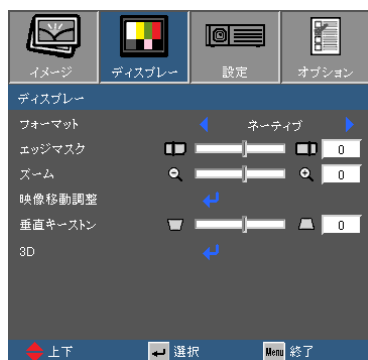 イメージ ディスプレー 設定 オプション
ディスプレー
フォーマット ネーティブ
エッジマスク 0
ズーム 0
映像移動調整
垂直キーストン 0
3D
上下 選択 Menu 終了